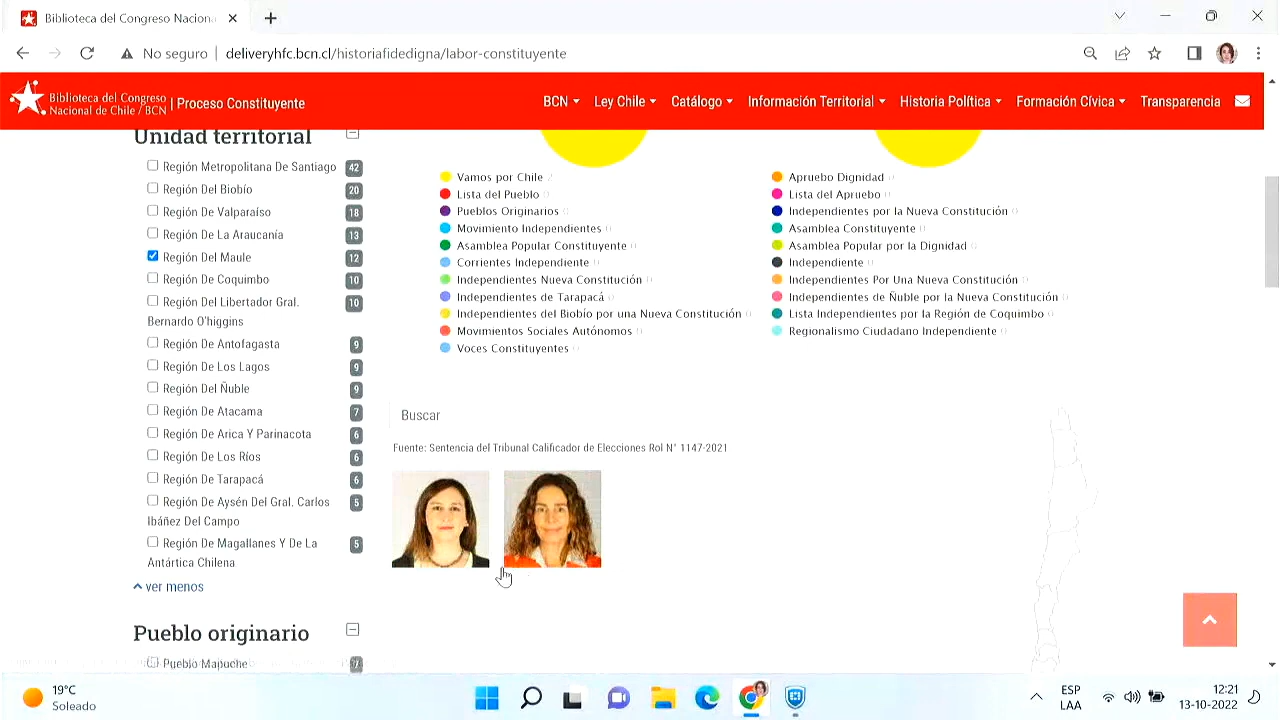 Biblioteca del Congreso Naciona
No seguro
deliveryhfc.bcn.cl/historiafidedigna/labor-constituyente
Biblioteca del Congreso
Nacional de Chile / BCN
| Proceso Constituyente
BCN
Ley Chile
Catálogo
Información Territorial
Historia Política
Formación Cívica
Transparencia
Unidad territorial
Región Metropolitana De Santiago 42
Región Del Biobío 20
Región De Valparaíso 18
Región De La Araucanía 13
Región Del Maule 12
Región De Coquimbo 10
Región Del Libertador Gral. 10
Bernardo O'higgins
Región De Antofagasta 9
Región De Los Lagos 9
Región Del Ñuble 9
Región De Atacama 7
Región De Arica Y Parinacota 6
Región De Los Ríos 6
Región De Tarapacá 6
Región De Aysén Del Gral. Carlos 5
Ibáñez Del Campo
Región De Magallanes Y De La 5
Antártica Chilena
ver menos
Pueblo originario
Pueblo Mapuche 7
Vamos por Chile
Lista del Pueblo
Pueblos Originarios
Movimiento Independientes
Asamblea Popular Constituyente
Corrientes Independiente
Independientes Nueva Constitución
Independientes de Tarapacá
Independientes del Biobío por una Nueva Constitución
Movimientos Sociales Autónomos
Voces Constituyentes
Apruebo Dignidad
Lista del Apruebo
Independientes por la Nueva Constitución
Asamblea Constituyente
Asamblea Popular por la Dignidad
Independiente
Independientes Por Una Nueva Constitución
Independientes de Ñuble por la Nueva Constitución
Lista Independientes por la Región de Coquimbo
Regionalismo Ciudadano Independiente
Buscar
Fuente: Sentencia del Tribunal Calificador de Elecciones Rol N° 1147-2021
19°C
Soleado
ESP
LAA
12:21
13-10-2022